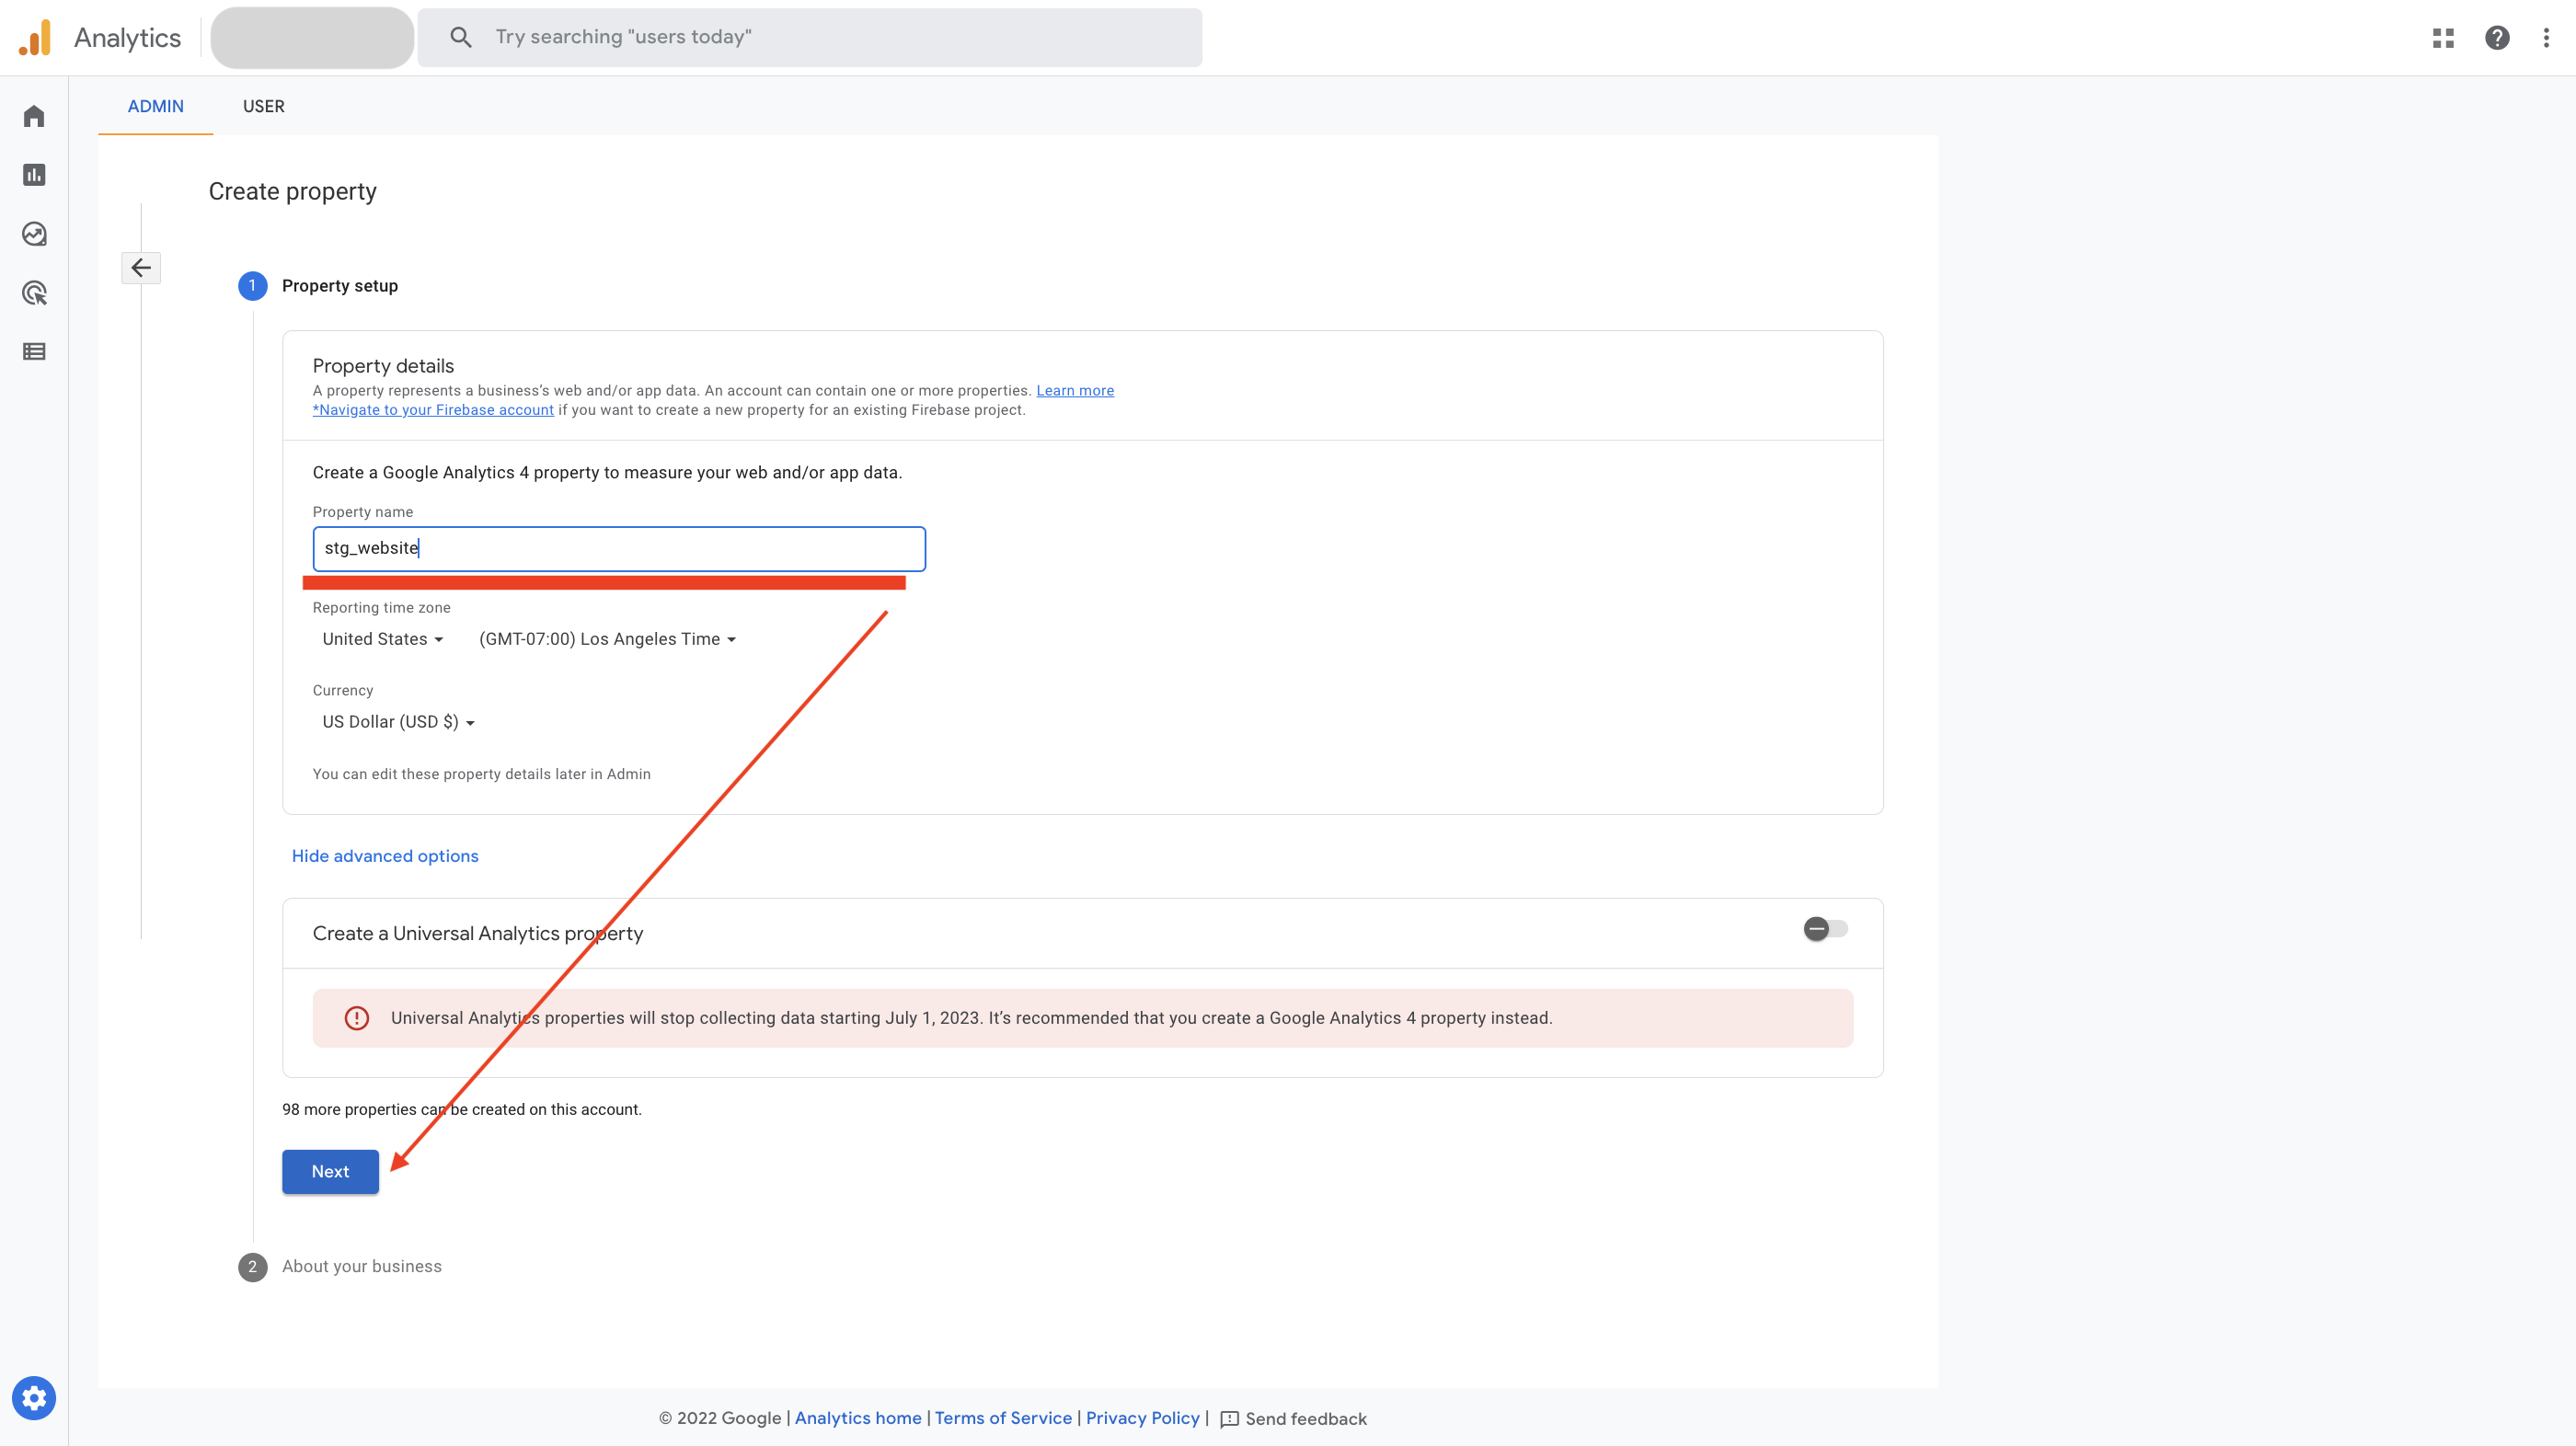 Analytics
Try searching "users today"
ADMIN USER
Create property
1 Property setup
Property details
A property represents a business's web and/or app data. An account can contain one or more properties. Learn more
*Navigate to your Firebase account if you want to create a new property for an existing Firebase project.
Create a Google Analytics 4 property to measure your web and/or app data.
Property name
stg_website
Reporting time zone
United States (GMT-07:00) Los Angeles Time
Currency
US Dollar (USD $)
You can edit these property details later in Admin
Hide advanced options
Create a Universal Analytics property
Universal Analytics properties will stop collecting data starting July 1, 2023. It's recommended that you create a Google Analytics 4 property instead.
98 more properties can be created on this account.
Next
2 About your business
© 2022 Google | Analytics home | Terms of Service | Privacy Policy | Send feedback